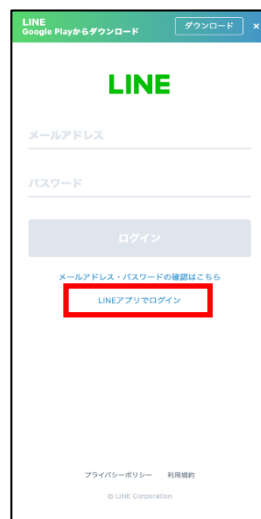 LINE
Google Playからダウンロード
ダウンロード
×
LINE
メールアドレス
パスワード
ログイン
メールアドレス・パスワードの確認はこちら
LINEアプリでログイン
プライバシーポリシー 利用規約
© LINE Corporation